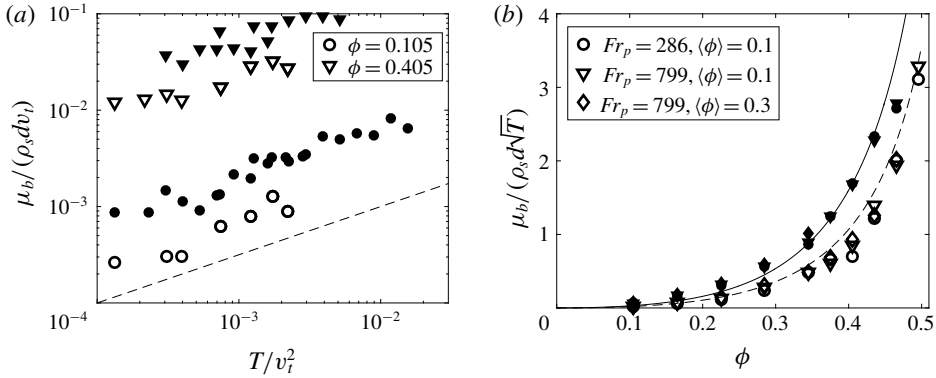 (a)
10⁻¹
10⁻²
10⁻³
10⁻⁴
10⁻³
10⁻²
μ_b/(ρ_s d v_t)
T/v_t²
ϕ = 0.105
ϕ = 0.405
(b)
4
3
2
1
0
0.1
0.2
0.3
0.4
0.5
μ_b/(ρ_s d√T)
ϕ
Fr_p = 286, ⟨ϕ⟩ = 0.1
Fr_p = 799, ⟨ϕ⟩ = 0.1
Fr_p = 799, ⟨ϕ⟩ = 0.3